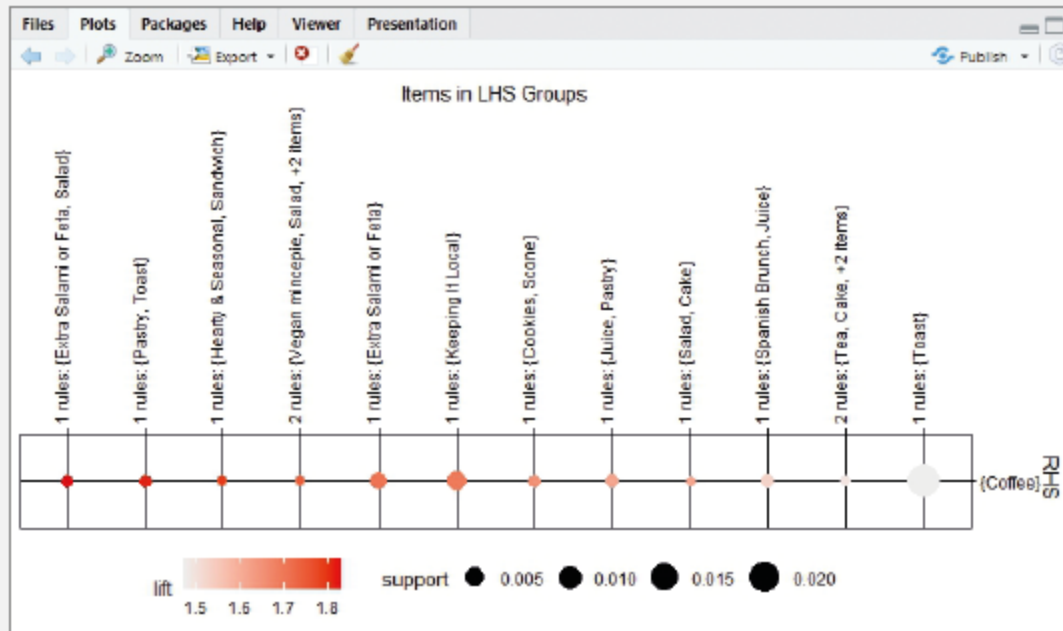 Files Plots Packages Help Viewer Presentation
Zoom Export Publish
Items in LHS Groups
1 rules: {Extra Salami or Feta, Salad}
1 rules: {Pastry, Toast}
1 rules: {Hearty & Seasonal, Sandwich}
2 rules: {Vegan mincepie, Salad, +2 items}
1 rules: {Extra Salami or Feta}
1 rules: {Keeping It Local}
1 rules: {Cookies, Scone}
1 rules: {Juice, Pastry}
1 rules: {Salad, Cake}
1 rules: {Spanish Brunch, Juice}
2 rules: {Tea, Cake, +2 items}
1 rules: {Toast}
{Coffee}
RHS
lift
1.5 1.6 1.7 1.8
support 0.005 0.010 0.015 0.020